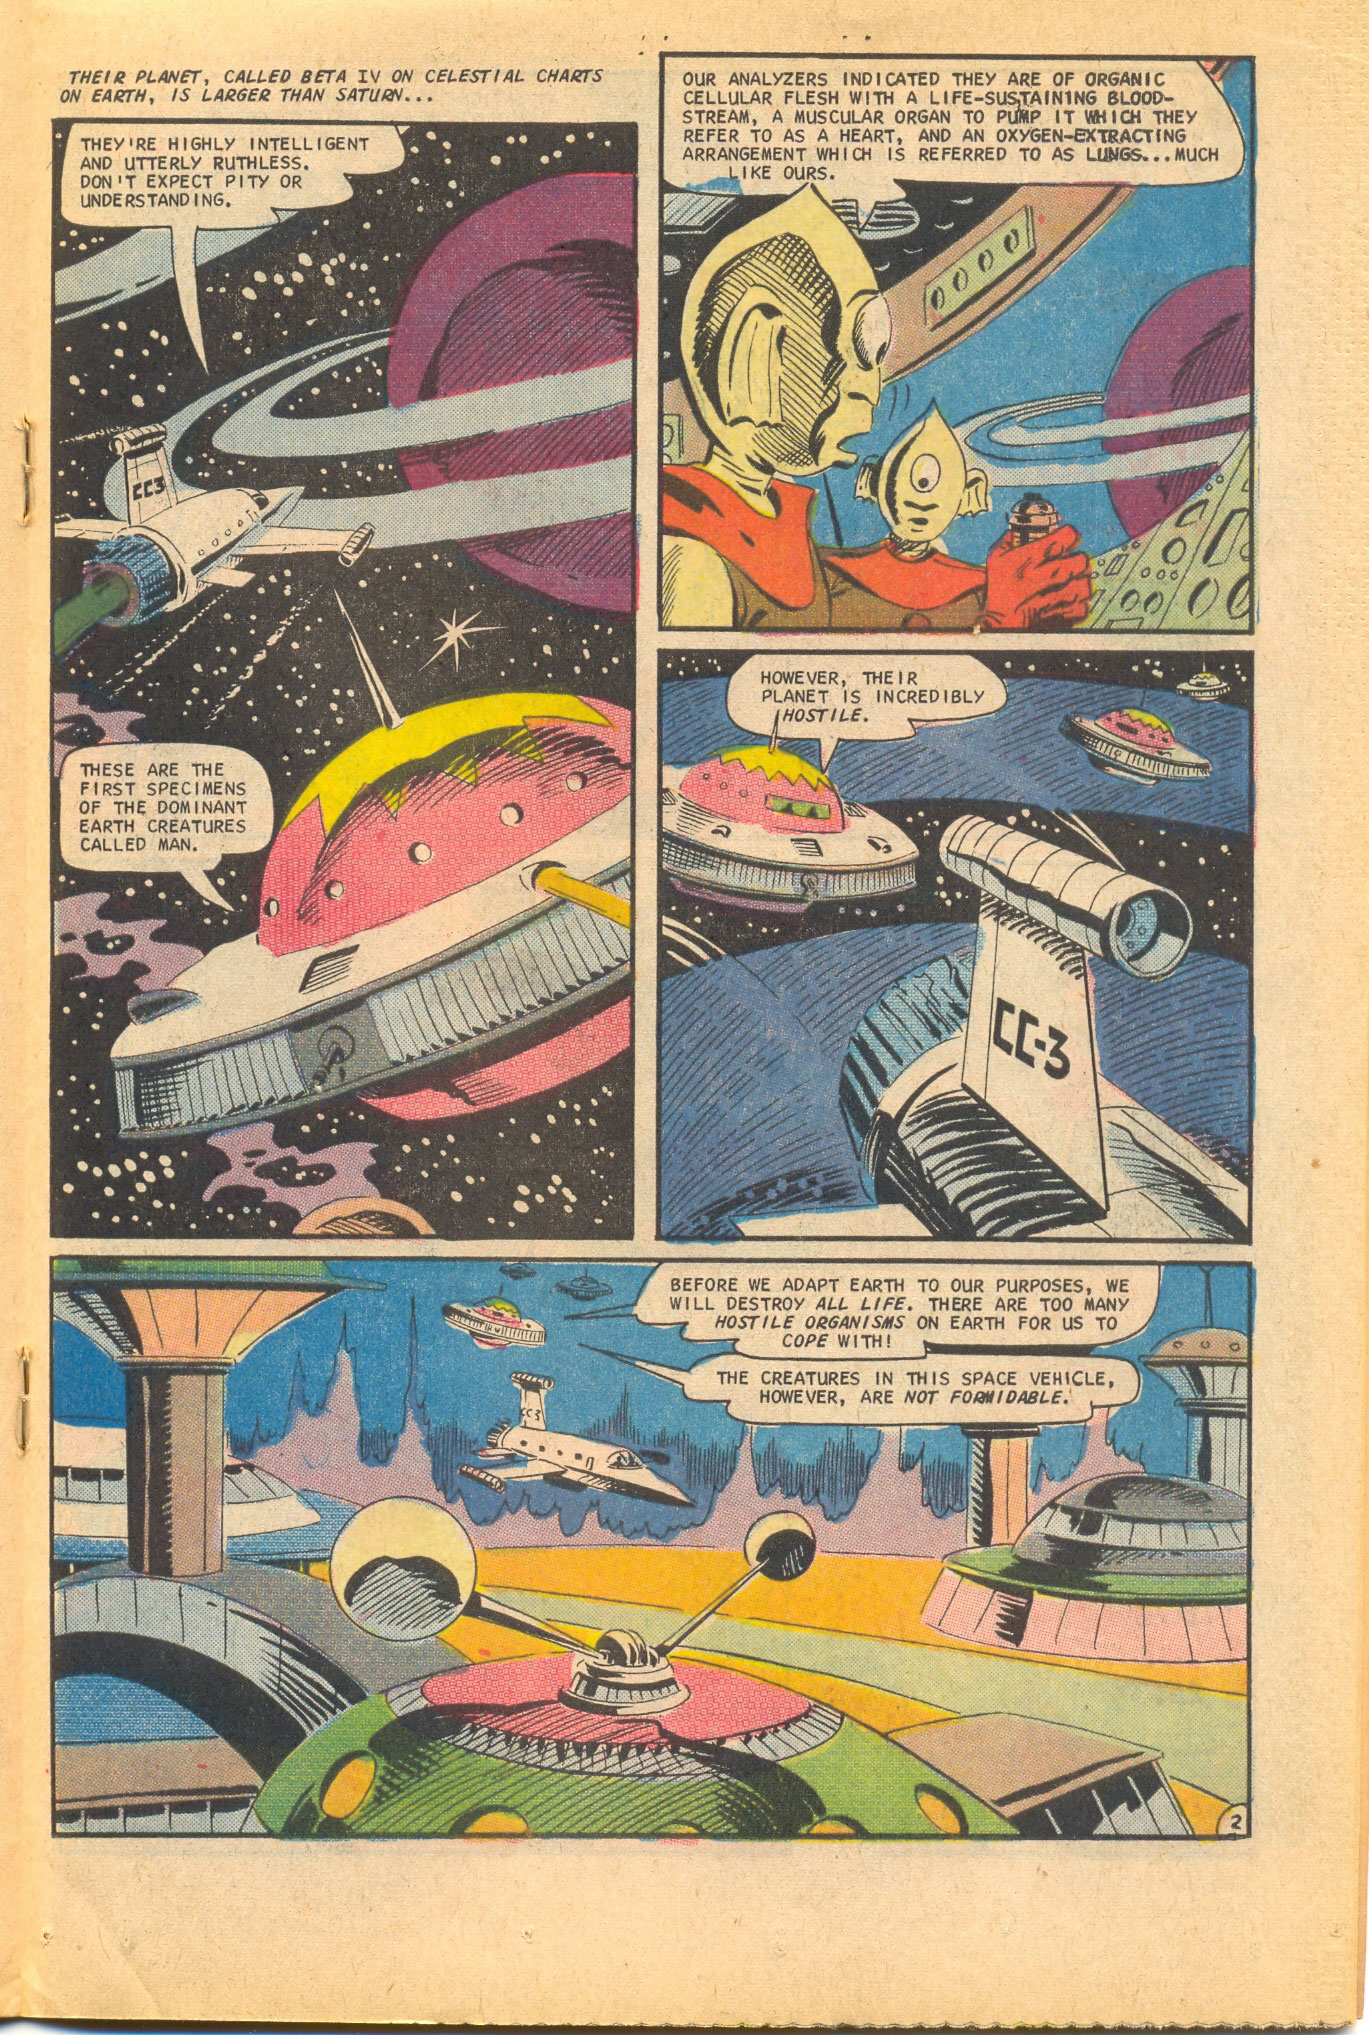 THEIR PLANET, CALLED BETA IV ON CELESTIAL CHARTS
ON EARTH, IS LARGER THAN SATURN...
THEY'RE HIGHLY INTELLIGENT
AND UTTERLY RUTHLESS.
DON'T EXPECT PITY OR
UNDERSTANDING.
CC3
THESE ARE THE
FIRST SPECIMENS
OF THE DOMINANT
EARTH CREATURES
CALLED MAN.
OUR ANALYZERS INDICATED THEY ARE OF ORGANIC
CELLULAR FLESH WITH A LIFE-SUSTAINING BLOOD-
STREAM, A MUSCULAR ORGAN TO PUMP IT WHICH THEY
REFER TO AS A HEART, AND AN OXYGEN-EXTRACTING
ARRANGEMENT WHICH IS REFERRED TO AS LUNGS...MUCH
LIKE OURS.
HOWEVER, THEIR
PLANET IS INCREDIBLY
HOSTILE.
CC-3
BEFORE WE ADAPT EARTH TO OUR PURPOSES, WE
WILL DESTROY ALL LIFE. THERE ARE TOO MANY
HOSTILE ORGANISMS ON EARTH FOR US TO
COPE WITH!
THE CREATURES IN THIS SPACE VEHICLE,
HOWEVER, ARE NOT FORMIDABLE.
CC3
2